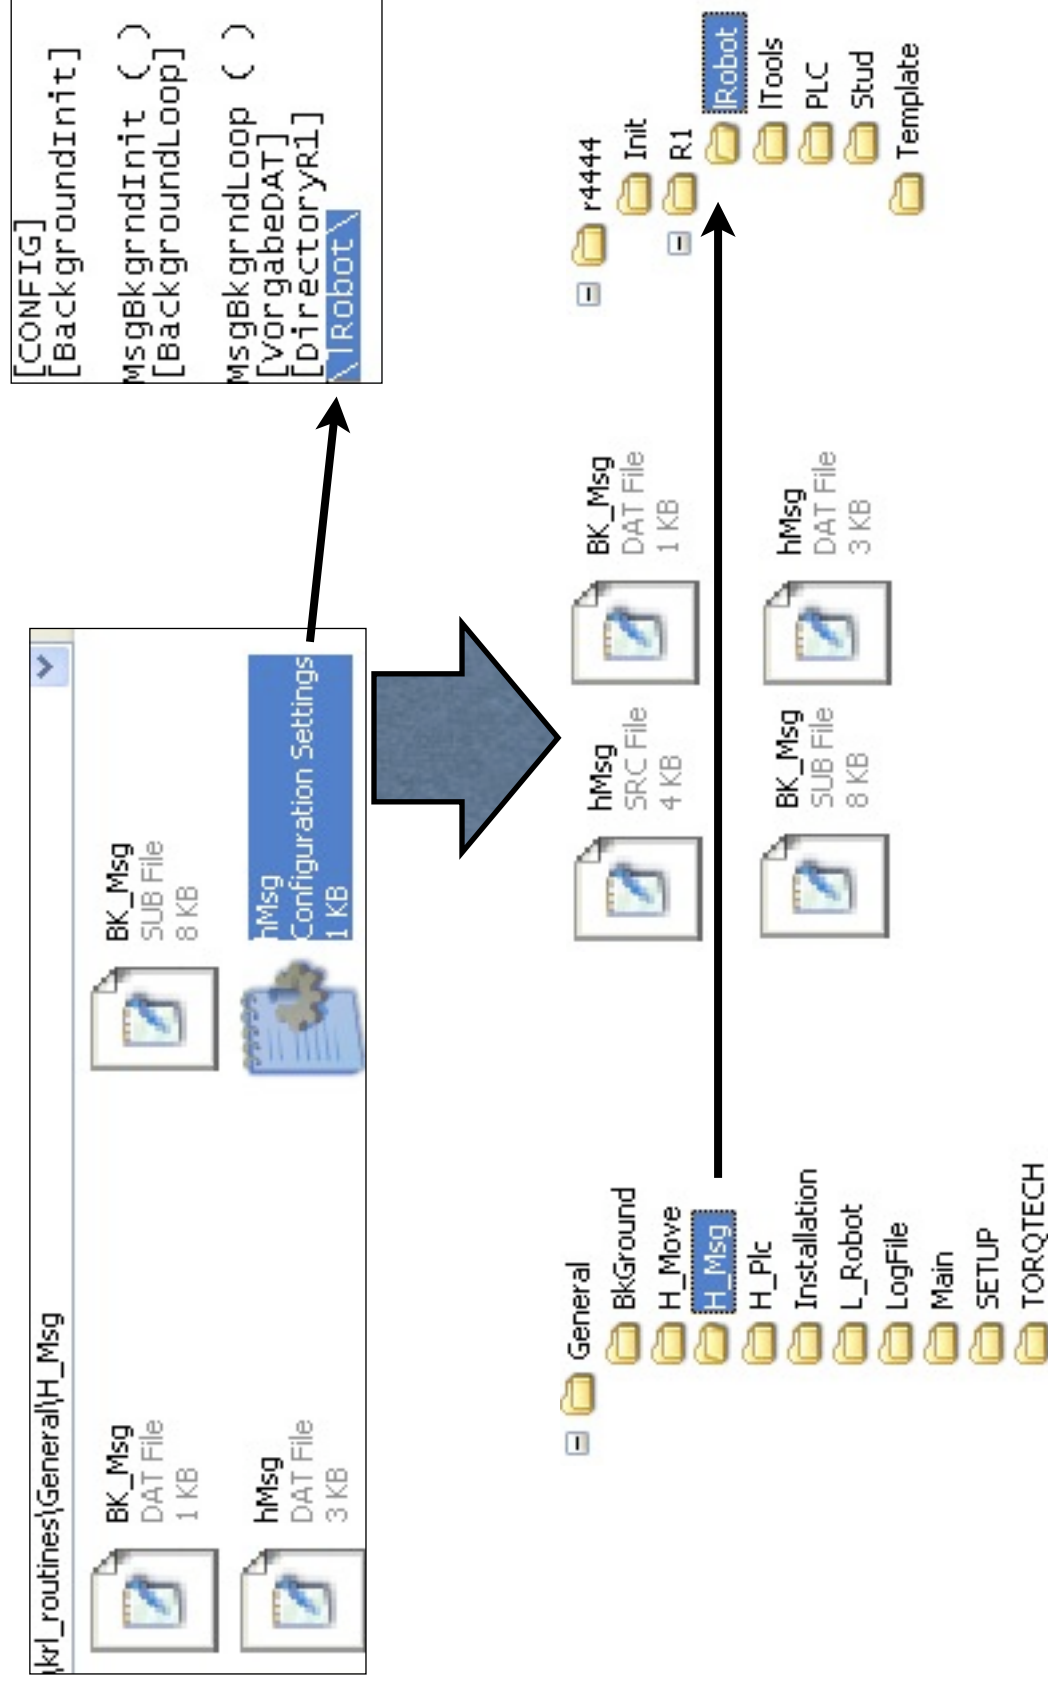 \krl_routines\General\H_Msg
BK_Msg
DAT File
1 KB
BK_Msg
SUB File
8 KB
hMsg
DAT File
3 KB
hMsg
Configuration Settings
1 KB
[CONFIG]
[BackgroundInit]
MsgBkgrndInit ( )
[BackgroundLoop]
MsgBkgrndLoop ( )
[VorgabeDAT]
[DirectoryR1]
\lRobot\
General
BkGround
H_Move
H_Msg
H_Plc
Installation
L_Robot
LogFile
Main
SETUP
TORQTECH
hMsg
SRC File
4 KB
BK_Msg
DAT File
1 KB
BK_Msg
SUB File
8 KB
hMsg
DAT File
3 KB
r4444
Init
R1
lRobot
lTools
PLC
Stud
Template